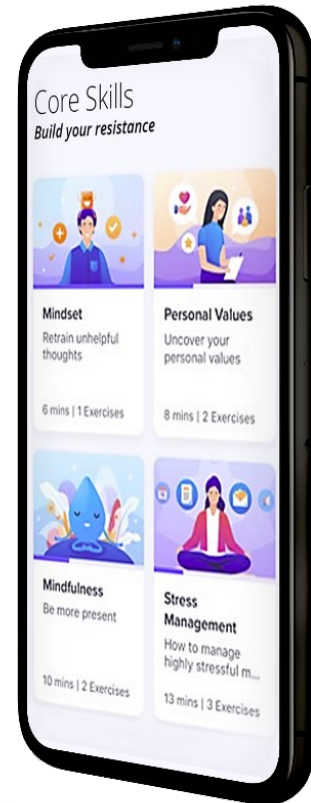 Core Skills
Build your resistance
Mindset
Retrain unhelpful
thoughts
6 mins | 1 Exercises
Personal Values
Uncover your
personal values
8 mins | 2 Exercises
Mindfulness
Be more present
10 mins | 2 Exercises
Stress
Management
How to manage
highly stressful m...
13 mins | 3 Exercises